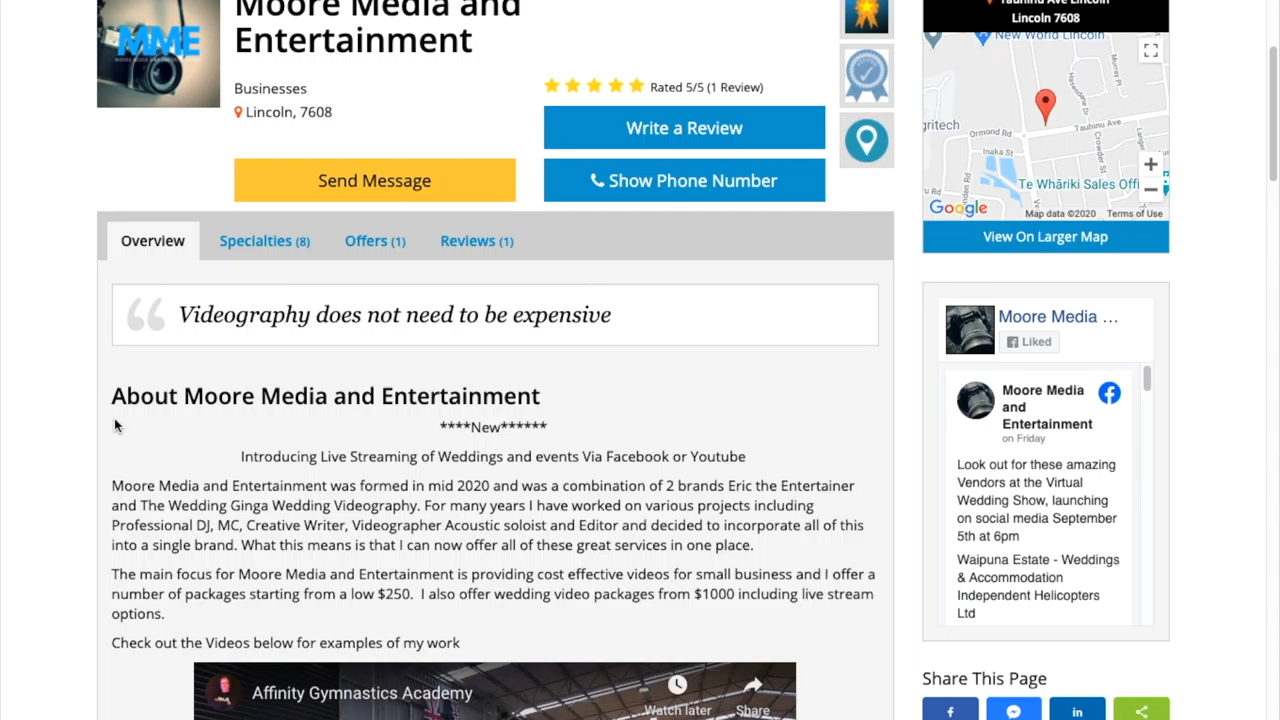 Moore Media and
Entertainment
MME
Businesses
Lincoln, 7608
Rated 5/5 (1 Review)
Write a Review
Send Message
Show Phone Number
Tauhinu Ave Lincoln
Lincoln 7608
New World Lincoln
Murray Pl
Haseldine Dr
gritech
Ormond Rd
Tauhinu Ave
Inaka St
Crowder St
Te Whāriki Sales Offi
Google
Map data ©2020
Terms of Use
View On Larger Map
Overview
Specialties (8)
Offers (1)
Reviews (1)
Videography does not need to be expensive
About Moore Media and Entertainment
****New******
Introducing Live Streaming of Weddings and events Via Facebook or Youtube
Moore Media and Entertainment was formed in mid 2020 and was a combination of 2 brands Eric the Entertainer
and The Wedding Ginga Wedding Videography. For many years I have worked on various projects including
Professional DJ, MC, Creative Writer, Videographer Acoustic soloist and Editor and decided to incorporate all of this
into a single brand. What this means is that I can now offer all of these great services in one place.
The main focus for Moore Media and Entertainment is providing cost effective videos for small business and I offer a
number of packages starting from a low $250.  I also offer wedding video packages from $1000 including live stream
options.
Check out the Videos below for examples of my work
Affinity Gymnastics Academy
Watch later
Share
Moore Media …
Liked
Moore Media
and
Entertainment
on Friday
Look out for these amazing
Vendors at the Virtual
Wedding Show, launching
on social media September
5th at 6pm
Waipuna Estate - Weddings
& Accommodation
Independent Helicopters
Ltd
Share This Page